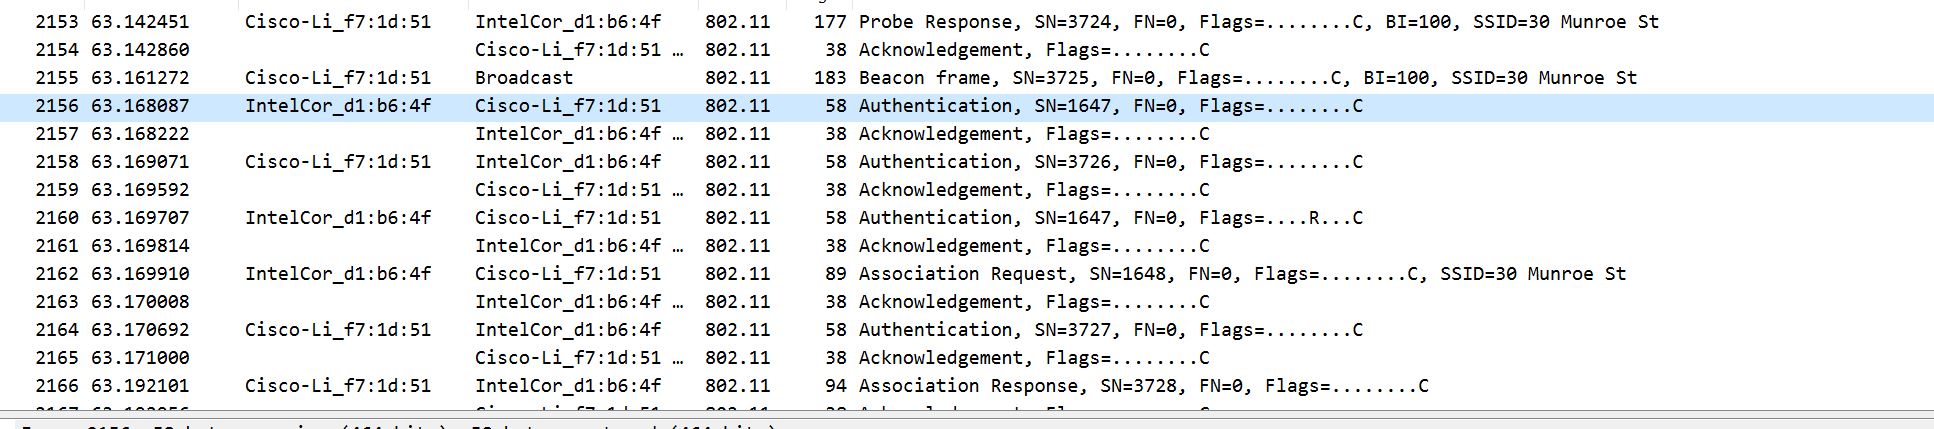 2153 63.142451 Cisco-Li_f7:1d:51 IntelCor_d1:b6:4f 802.11 177 Probe Response, SN=3724, FN=0, Flags=........C, BI=100, SSID=30 Munroe St
2154 63.142860 Cisco-Li_f7:1d:51 … 802.11 38 Acknowledgement, Flags=........C
2155 63.161272 Cisco-Li_f7:1d:51 Broadcast 802.11 183 Beacon frame, SN=3725, FN=0, Flags=........C, BI=100, SSID=30 Munroe St
2156 63.168087 IntelCor_d1:b6:4f Cisco-Li_f7:1d:51 802.11 58 Authentication, SN=1647, FN=0, Flags=........C
2157 63.168222 IntelCor_d1:b6:4f … 802.11 38 Acknowledgement, Flags=........C
2158 63.169071 Cisco-Li_f7:1d:51 IntelCor_d1:b6:4f 802.11 58 Authentication, SN=3726, FN=0, Flags=........C
2159 63.169592 Cisco-Li_f7:1d:51 … 802.11 38 Acknowledgement, Flags=........C
2160 63.169707 IntelCor_d1:b6:4f Cisco-Li_f7:1d:51 802.11 58 Authentication, SN=1647, FN=0, Flags=....R...C
2161 63.169814 IntelCor_d1:b6:4f … 802.11 38 Acknowledgement, Flags=........C
2162 63.169910 IntelCor_d1:b6:4f Cisco-Li_f7:1d:51 802.11 89 Association Request, SN=1648, FN=0, Flags=........C, SSID=30 Munroe St
2163 63.170008 IntelCor_d1:b6:4f … 802.11 38 Acknowledgement, Flags=........C
2164 63.170692 Cisco-Li_f7:1d:51 IntelCor_d1:b6:4f 802.11 58 Authentication, SN=3727, FN=0, Flags=........C
2165 63.171000 Cisco-Li_f7:1d:51 … 802.11 38 Acknowledgement, Flags=........C
2166 63.192101 Cisco-Li_f7:1d:51 IntelCor_d1:b6:4f 802.11 94 Association Response, SN=3728, FN=0, Flags=........C